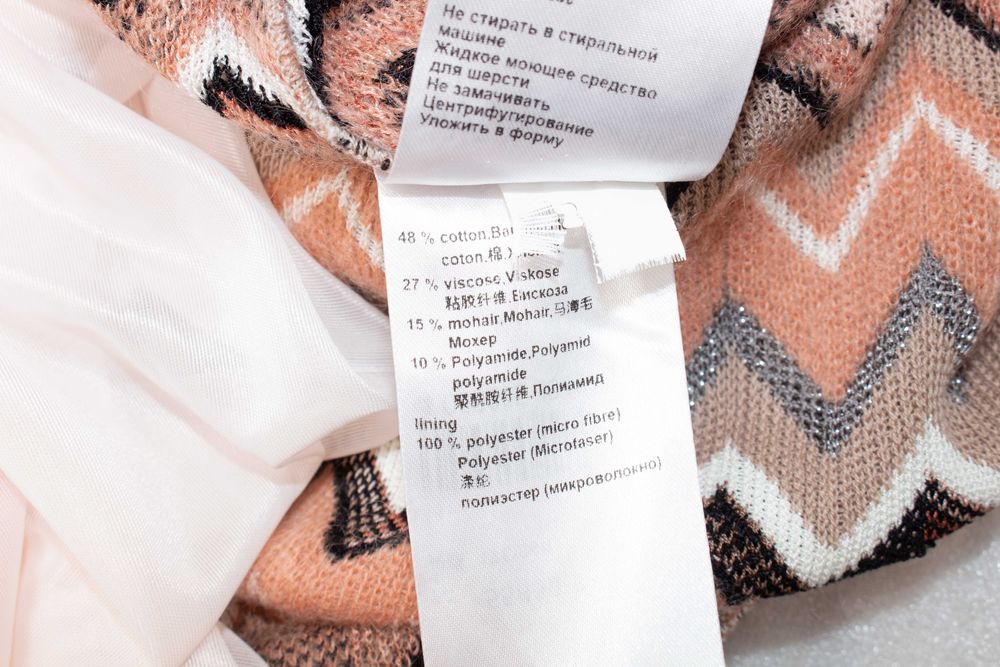 Не стирать в стиральной
машине
Жидкое моющее средство
для шерсти
Не замачивать
Центрифугирование
Уложить в форму
48 % cotton,
coton,棉,
27 % viscose,Viskose
粘胶纤维,Вискоза
15 % mohair,Mohair,马海毛
Мохер
10 % Polyamide,Polyamid
polyamide
聚酰胺纤维,Полиамид
lining
100 % polyester (micro fibre)
Polyester (Microfaser)
涤纶
полиэстер (микроволокно)